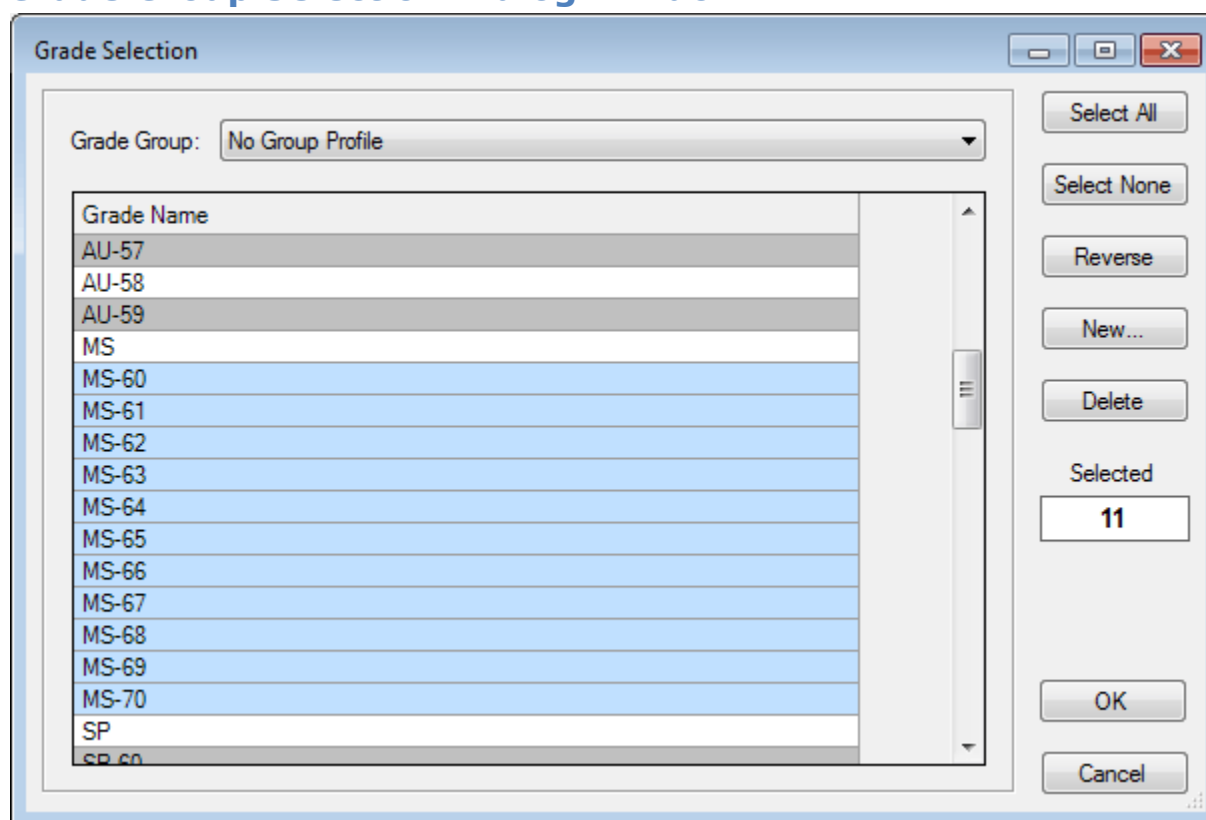 Grade Selection
Grade Group: No Group Profile
Grade Name
AU-57
AU-58
AU-59
MS
MS-60
MS-61
MS-62
MS-63
MS-64
MS-65
MS-66
MS-67
MS-68
MS-69
MS-70
SP
SP-60
Select All
Select None
Reverse
New...
Delete
Selected
11
OK
Cancel